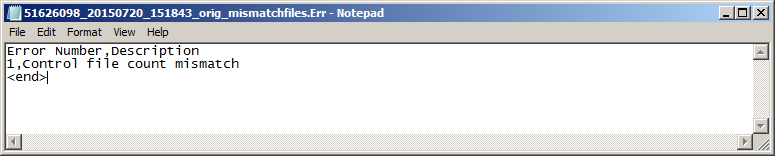 51626098_20150720_151843_orig_mismatchfiles.Err - Notepad
File Edit Format View Help
Error Number,Description
1,Control file count mismatch
<end>